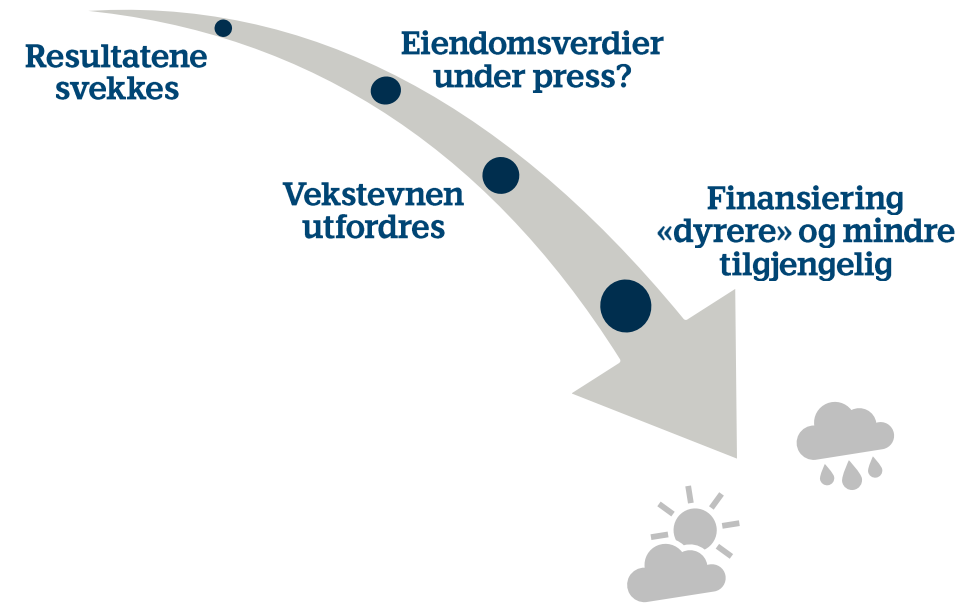 Resultatene
svekkes
Eiendomsverdier
under press?
Vekstevnen
utfordres
Finansiering
«dyrere» og mindre
tilgjengelig